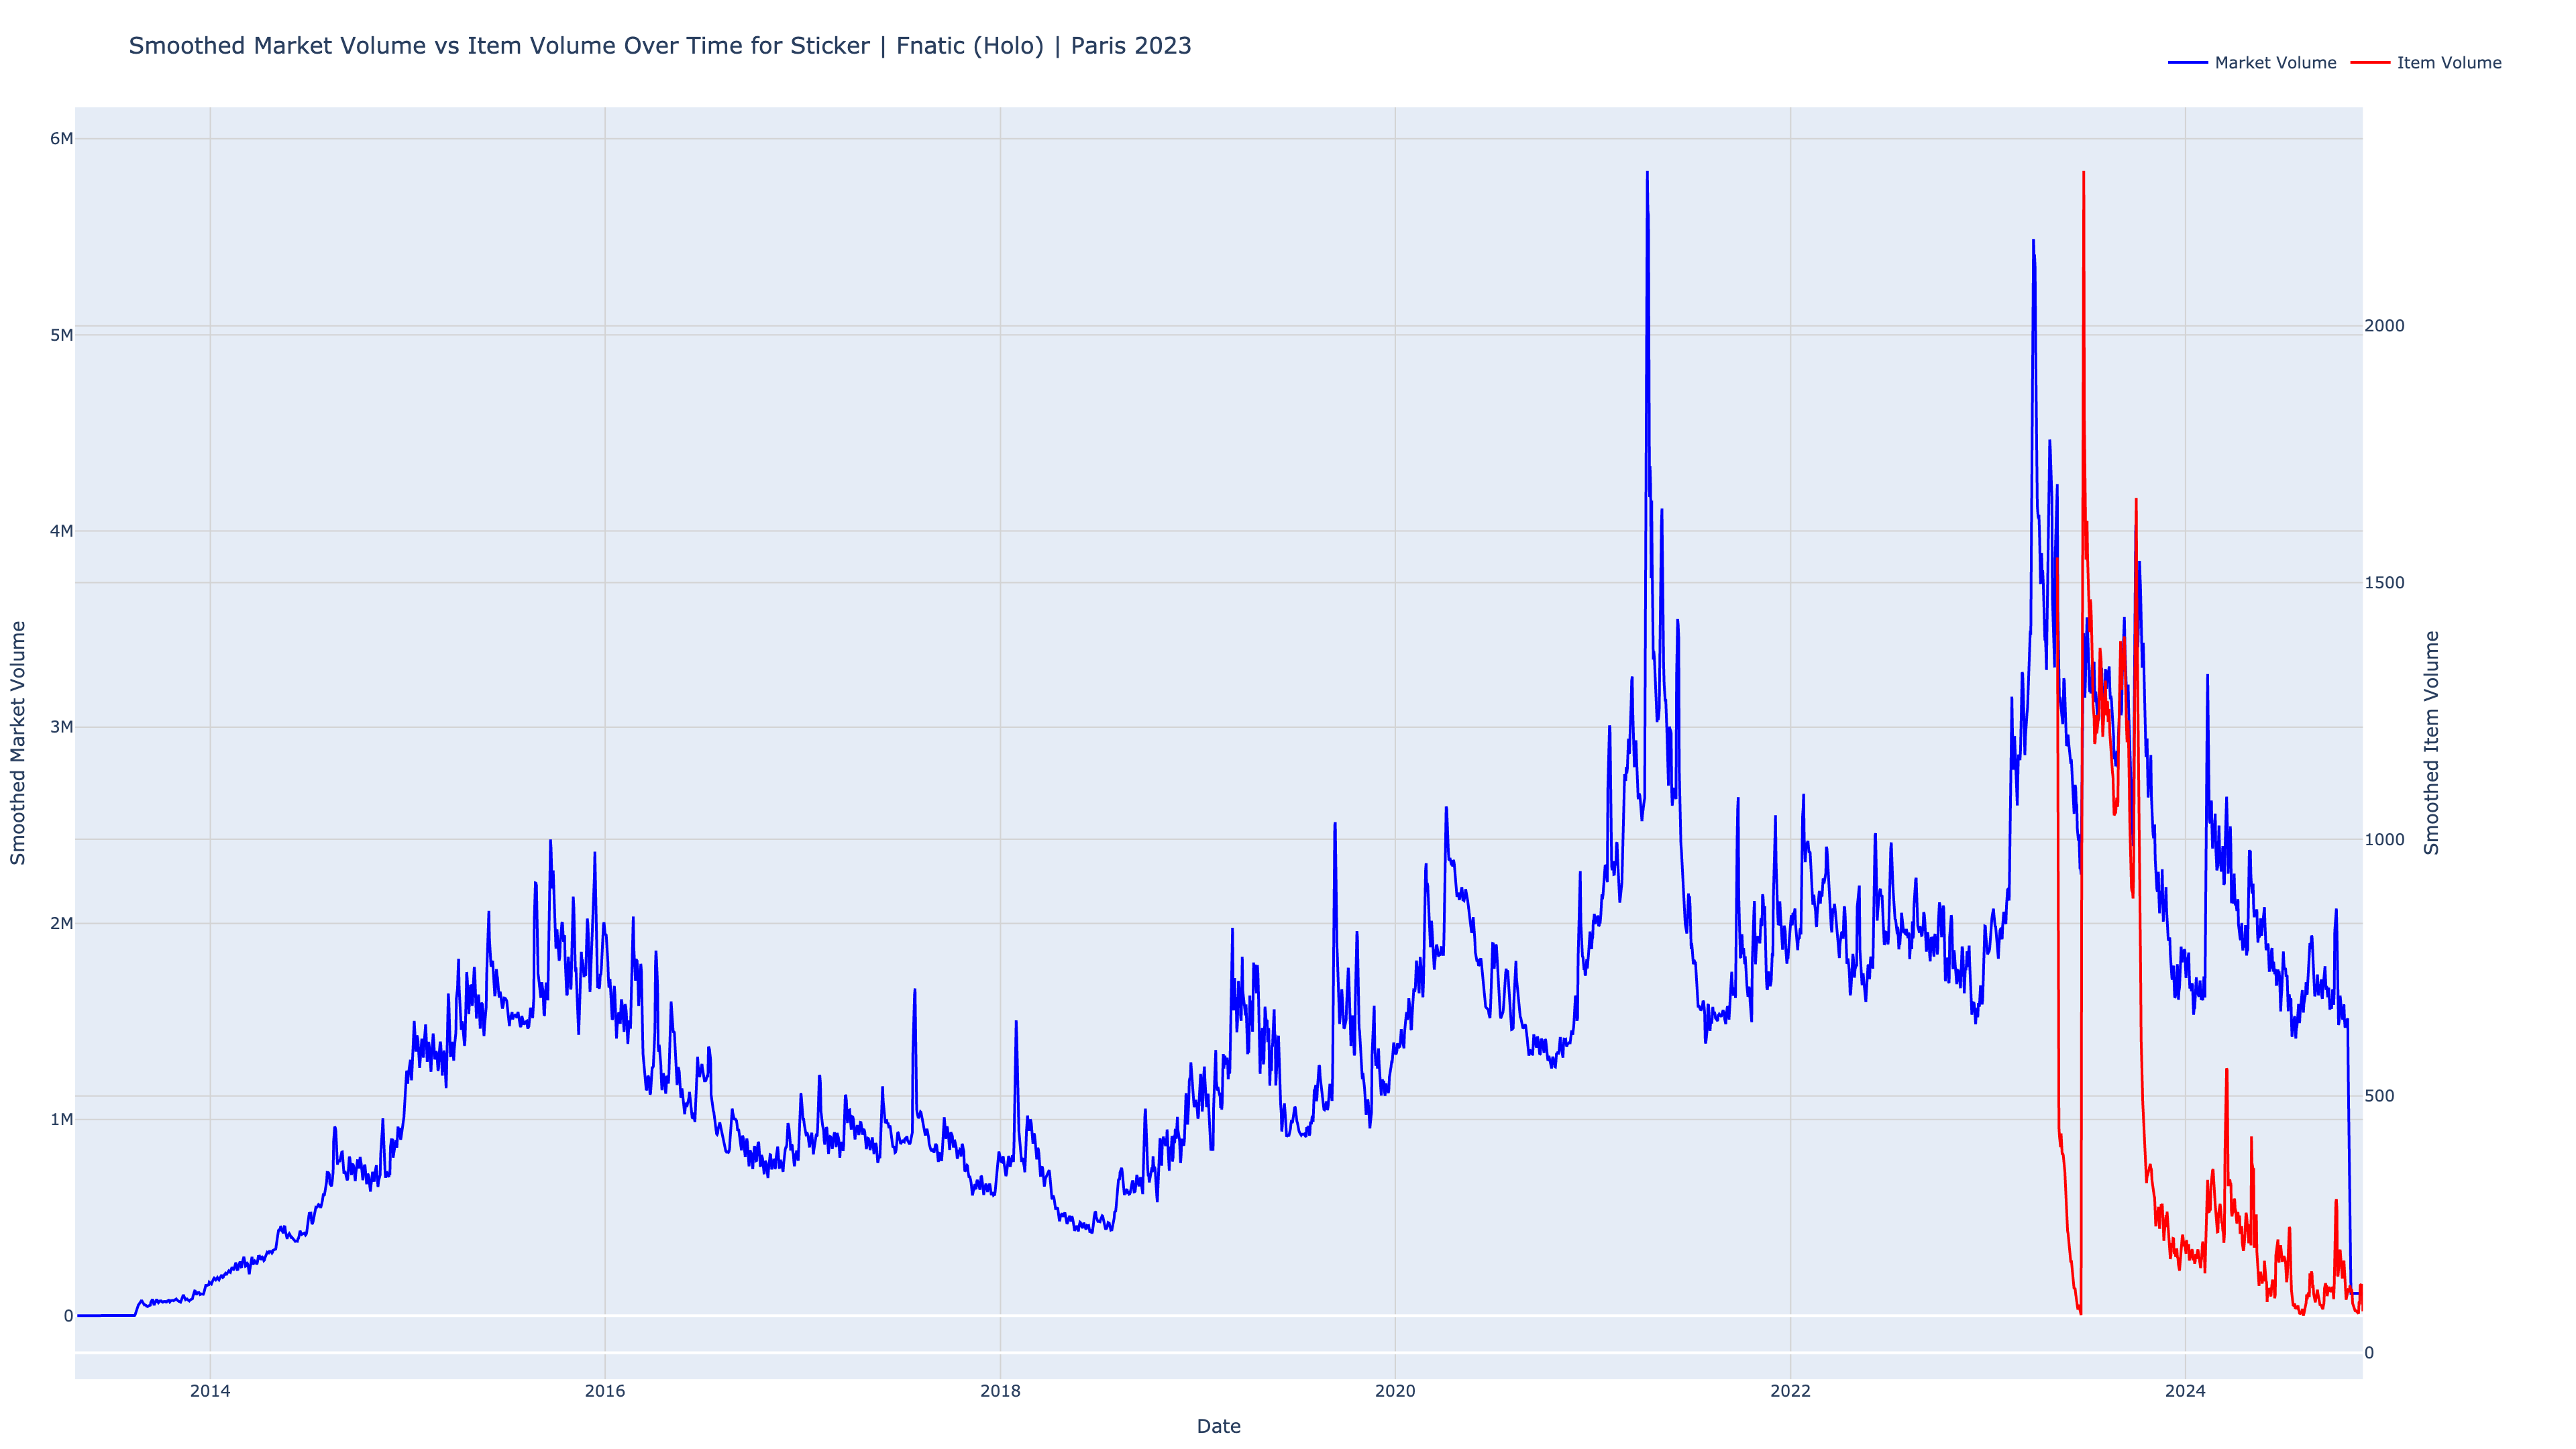 Smoothed Market Volume vs Item Volume Over Time for Sticker | Fnatic (Holo) | Paris 2023
Market Volume
Item Volume
6M
5M
4M
3M
2M
1M
0
Smoothed Market Volume
2000
1500
1000
500
0
Smoothed Item Volume
2014
2016
2018
2020
2022
2024
Date